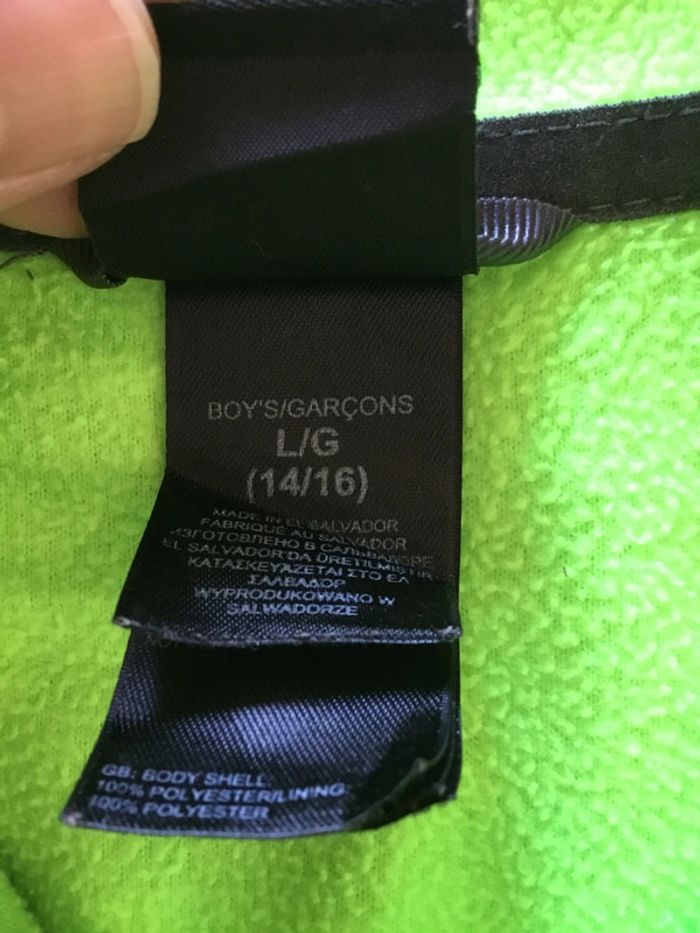 BOY'S/GARÇONS
L/G
(14/16)
MADE IN EL SALVADOR
FABRIQUE AU SALVADOR
ИЗГОТОВЛЕНО В САЛЬВАДОРЕ
EL SALVADOR'DA ÜRETILMISTIR
ΚΑΤΑΣΚΕΥΑΖΕΤΑΙ ΣΤΟ ΕΛ
ΣΑΛΒΑΔΟΡ
WYPRODUKOWANO W
SALWADORZE
GB: BODY SHELL:
100% POLYESTER/LINING:
100% POLYESTER